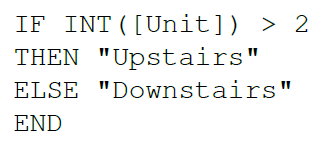 IF INT([Unit]) > 2
THEN "Upstairs"
ELSE "Downstairs"
END